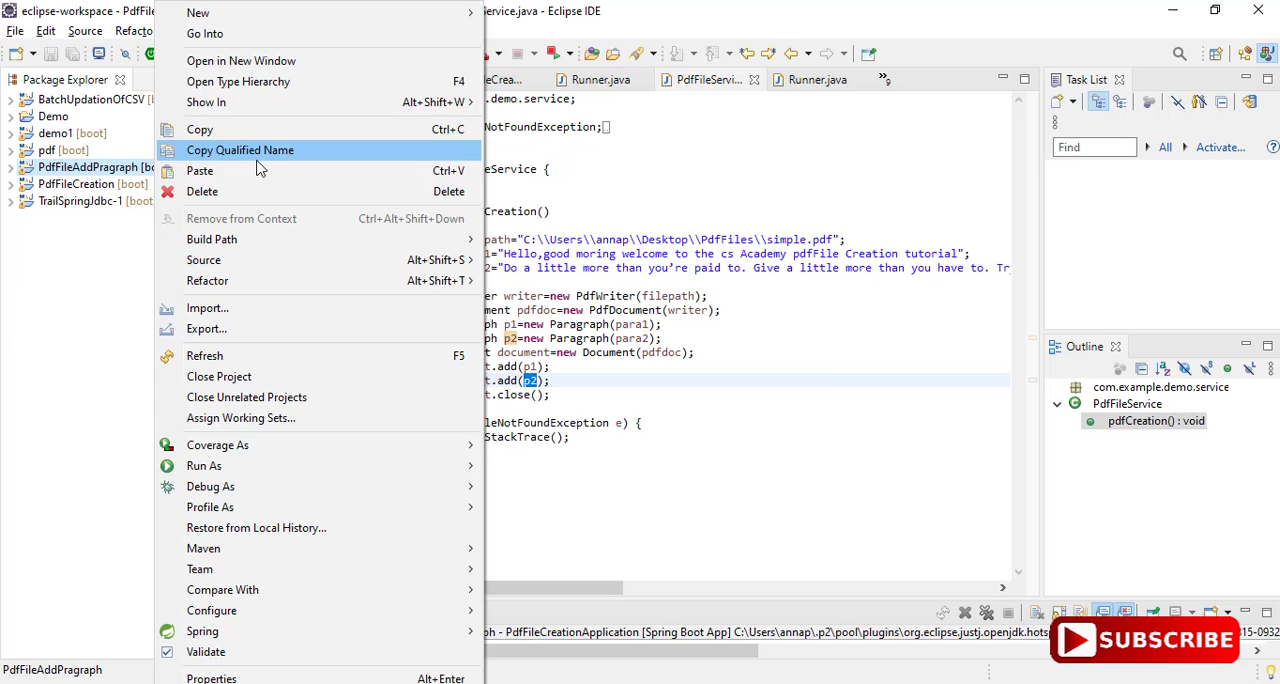 eclipse-workspace - PdfFil
Service.java - Eclipse IDE
File Edit Source Refacto
Package Explorer
BatchUpdationOfCSV [b
Demo
demo1 [boot]
pdf [boot]
PdfFileAddPragraph [bo
PdfFileCreation [boot]
TrailSpringJdbc-1 [boot
New
Go Into
Open in New Window
Open Type Hierarchy F4
Show In Alt+Shift+W
Copy Ctrl+C
Copy Qualified Name
Paste Ctrl+V
Delete Delete
Remove from Context Ctrl+Alt+Shift+Down
Build Path
Source Alt+Shift+S
Refactor Alt+Shift+T
Import...
Export...
Refresh F5
Close Project
Close Unrelated Projects
Assign Working Sets...
Coverage As
Run As
Debug As
Profile As
Restore from Local History...
Maven
Team
Compare With
Configure
Spring
Validate
Properties Alt+Enter
leCrea... Runner.java PdfFileServi... Runner.java 9
.demo.service;
NotFoundException;
eService {
Creation()
path="C:\\Users\\annap\\Desktop\\PdfFiles\\simple.pdf";
1="Hello,good moring welcome to the cs Academy pdfFile Creation tutorial";
2="Do a little more than you’re paid to. Give a little more than you have to. Tr
er writer=new PdfWriter(filepath);
ument pdfdoc=new PdfDocument(writer);
ph p1=new Paragraph(para1);
ph p2=new Paragraph(para2);
t document=new Document(pdfdoc);
t.add(p1);
t.add(p2);
t.close();
leNotFoundException e) {
StackTrace();
Task List
Find All Activate...
Outline
com.example.demo.service
PdfFileService
pdfCreation() : void
ph - PdfFileCreationApplication [Spring Boot App] C:\Users\annap\.p2\pool\plugins\org.eclipse.justj.openjdk.hots
815-0932
SUBSCRIBE
PdfFileAddPragraph